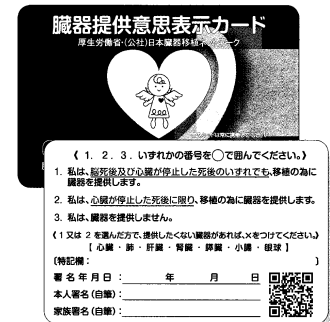 臓器提供意思表示カード
厚生労働省・(公社)日本臓器移植ネットワーク
《 1. 2. 3. いずれかの番号を○で囲んでください。》
1. 私は、脳死後及び心臓が停止した死後のいずれでも、移植の為に
臓器を提供します。
2. 私は、心臓が停止した死後に限り、移植の為に臓器を提供します。
3. 私は、臓器を提供しません。
《1 又は 2 を選んだ方で、提供したくない臓器があれば、×をつけてください。》
【 心臓 ・ 肺 ・ 肝臓 ・ 腎臓 ・ 膵臓 ・ 小腸 ・ 眼球 】
〔特記欄： 〕
署名年月日： 年 月 日
本人署名(自筆)：
家族署名(自筆)：